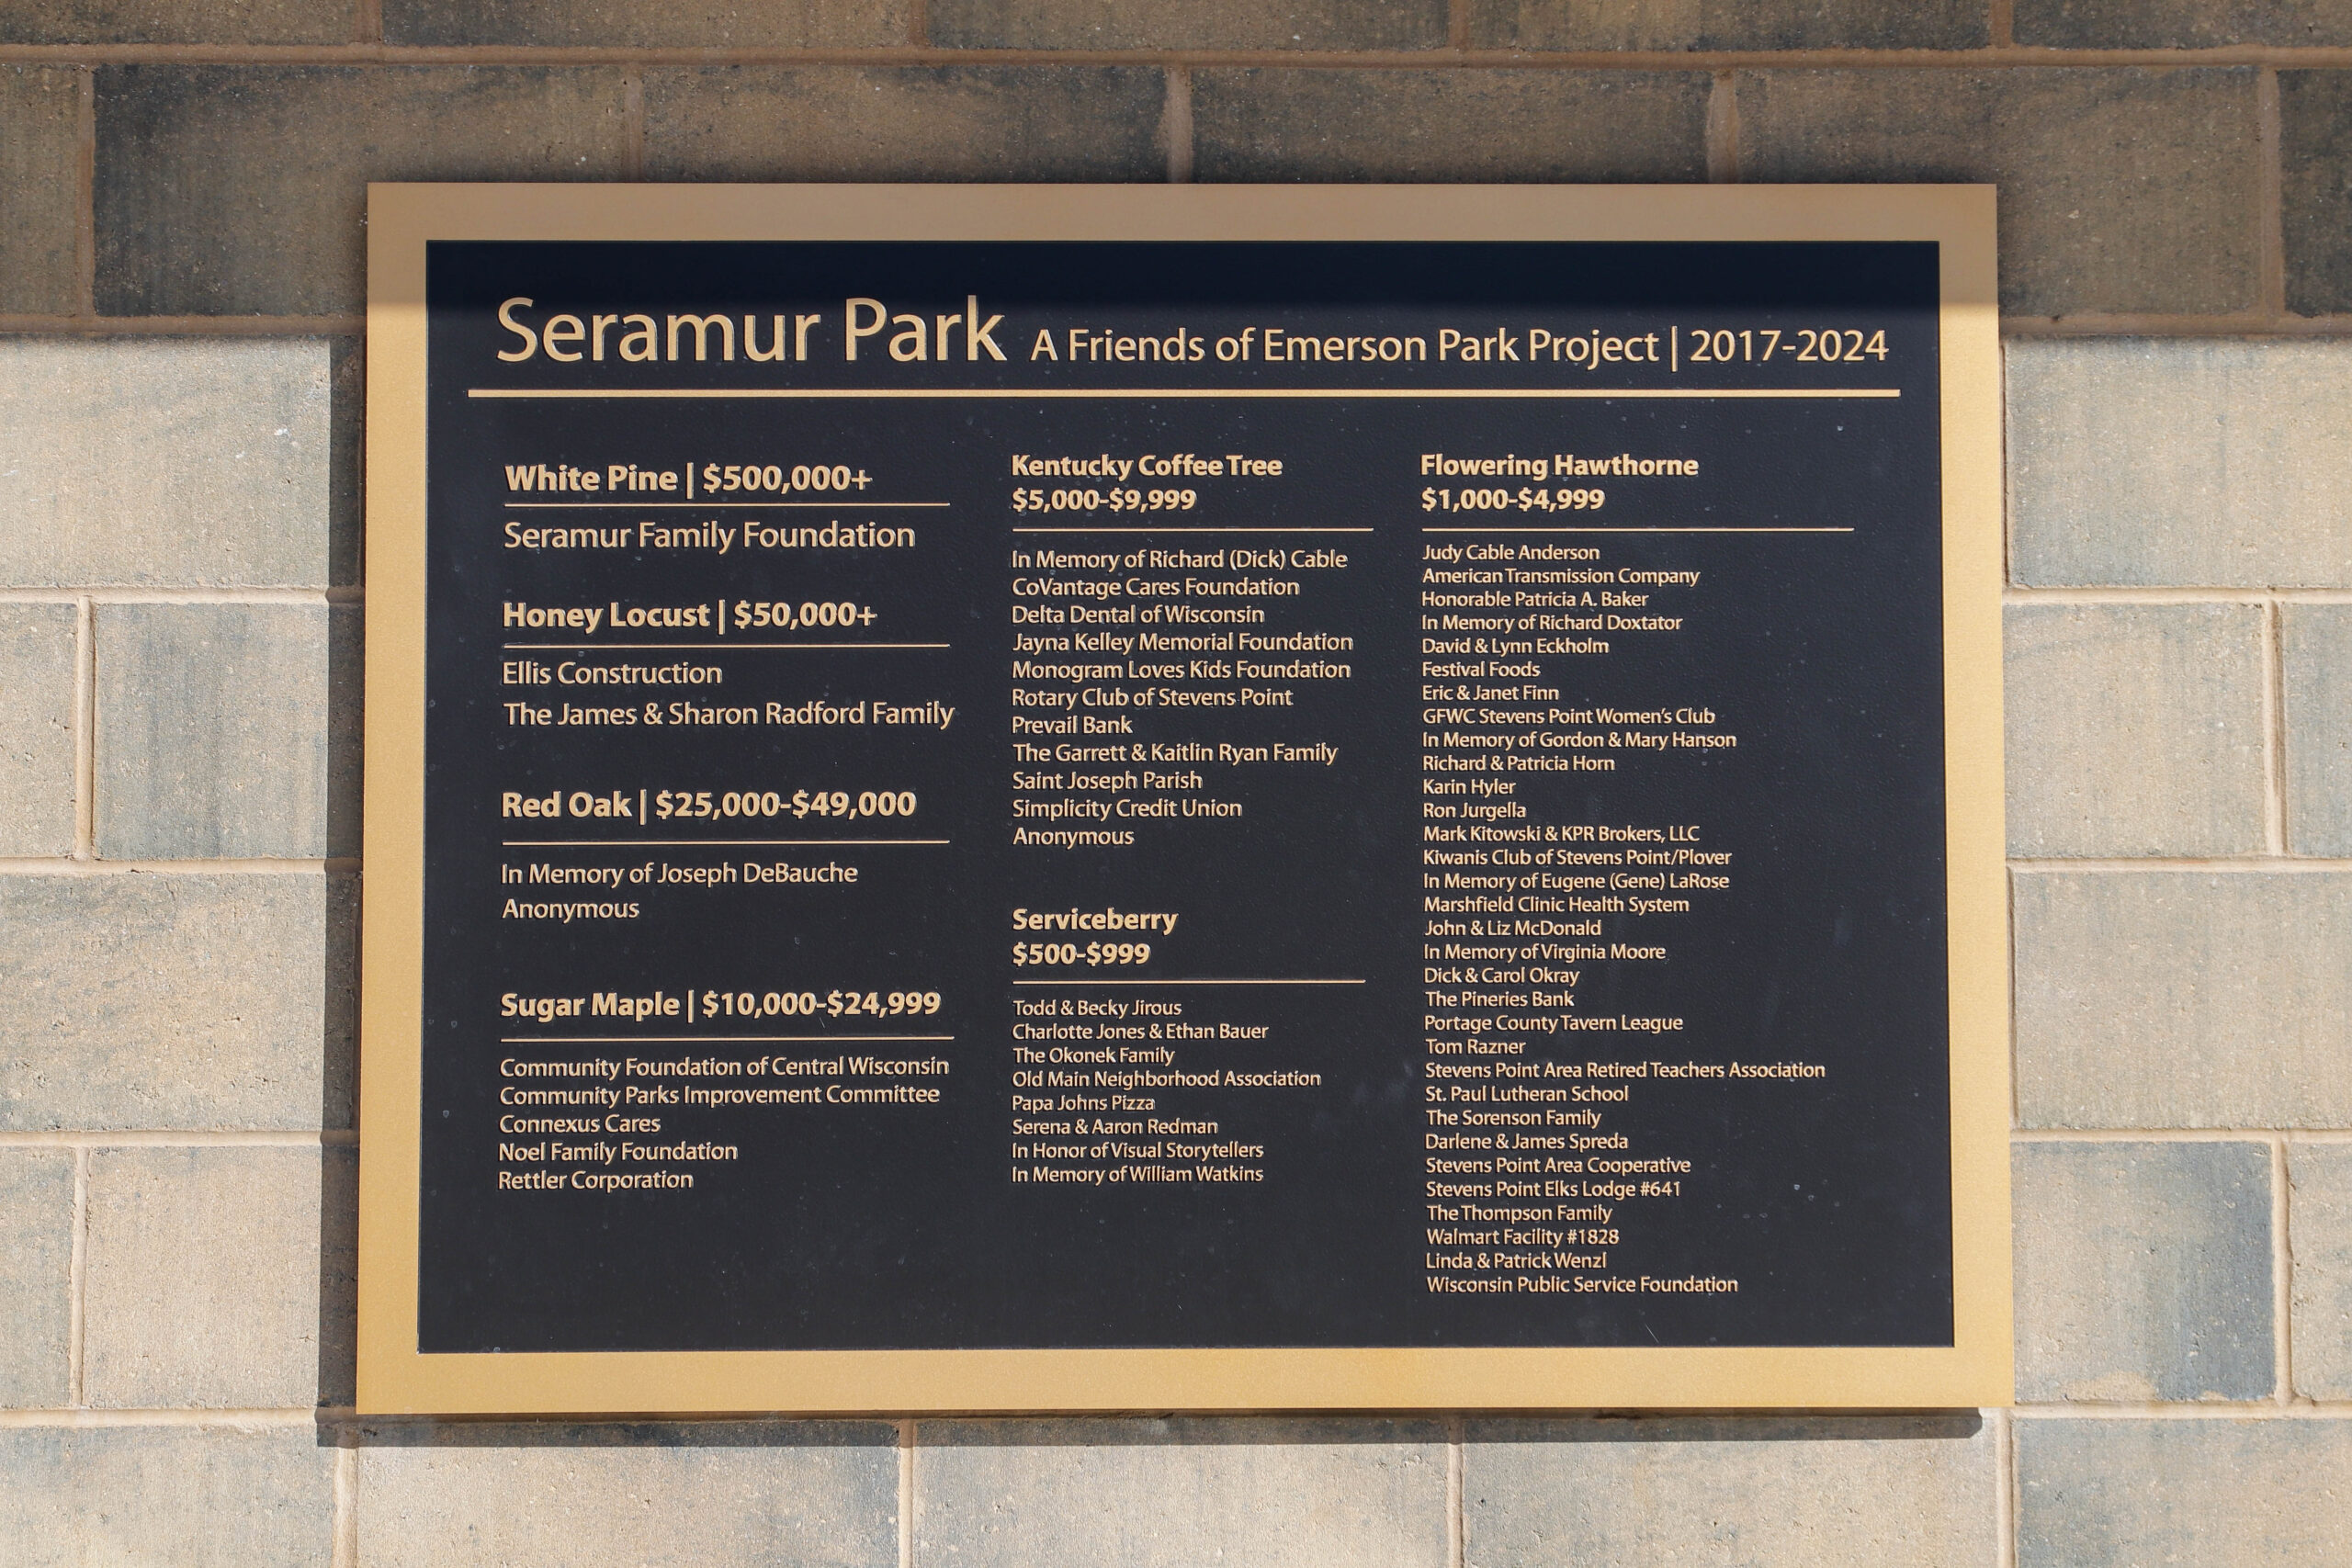 Seramur Park A Friends of Emerson Park Project | 2017-2024
White Pine | $500,000+
Seramur Family Foundation
Honey Locust | $50,000+
Ellis Construction
The James & Sharon Radford Family
Red Oak | $25,000-$49,000
In Memory of Joseph DeBauche
Anonymous
Sugar Maple | $10,000-$24,999
Community Foundation of Central Wisconsin
Community Parks Improvement Committee
Connexus Cares
Noel Family Foundation
Rettler Corporation
Kentucky Coffee Tree
$5,000-$9,999
In Memory of Richard (Dick) Cable
CoVantage Cares Foundation
Delta Dental of Wisconsin
Jayna Kelley Memorial Foundation
Monogram Loves Kids Foundation
Rotary Club of Stevens Point
Prevail Bank
The Garrett & Kaitlin Ryan Family
Saint Joseph Parish
Simplicity Credit Union
Anonymous
Serviceberry
$500-$999
Todd & Becky Jirous
Charlotte Jones & Ethan Bauer
The Okonek Family
Old Main Neighborhood Association
Papa Johns Pizza
Serena & Aaron Redman
In Honor of Visual Storytellers
In Memory of William Watkins
Flowering Hawthorne
$1,000-$4,999
Judy Cable Anderson
American Transmission Company
Honorable Patricia A. Baker
In Memory of Richard Doxtator
David & Lynn Eckholm
Festival Foods
Eric & Janet Finn
GFWC Stevens Point Women's Club
In Memory of Gordon & Mary Hanson
Richard & Patricia Horn
Karin Hyler
Ron Jurgella
Mark Kitowski & KPR Brokers, LLC
Kiwanis Club of Stevens Point/Plover
In Memory of Eugene (Gene) LaRose
Marshfield Clinic Health System
John & Liz McDonald
In Memory of Virginia Moore
Dick & Carol Okray
The Pineries Bank
Portage County Tavern League
Tom Razner
Stevens Point Area Retired Teachers Association
St. Paul Lutheran School
The Sorenson Family
Darlene & James Spreda
Stevens Point Area Cooperative
Stevens Point Elks Lodge #641
The Thompson Family
Walmart Facility #1828
Linda & Patrick Wenzl
Wisconsin Public Service Foundation